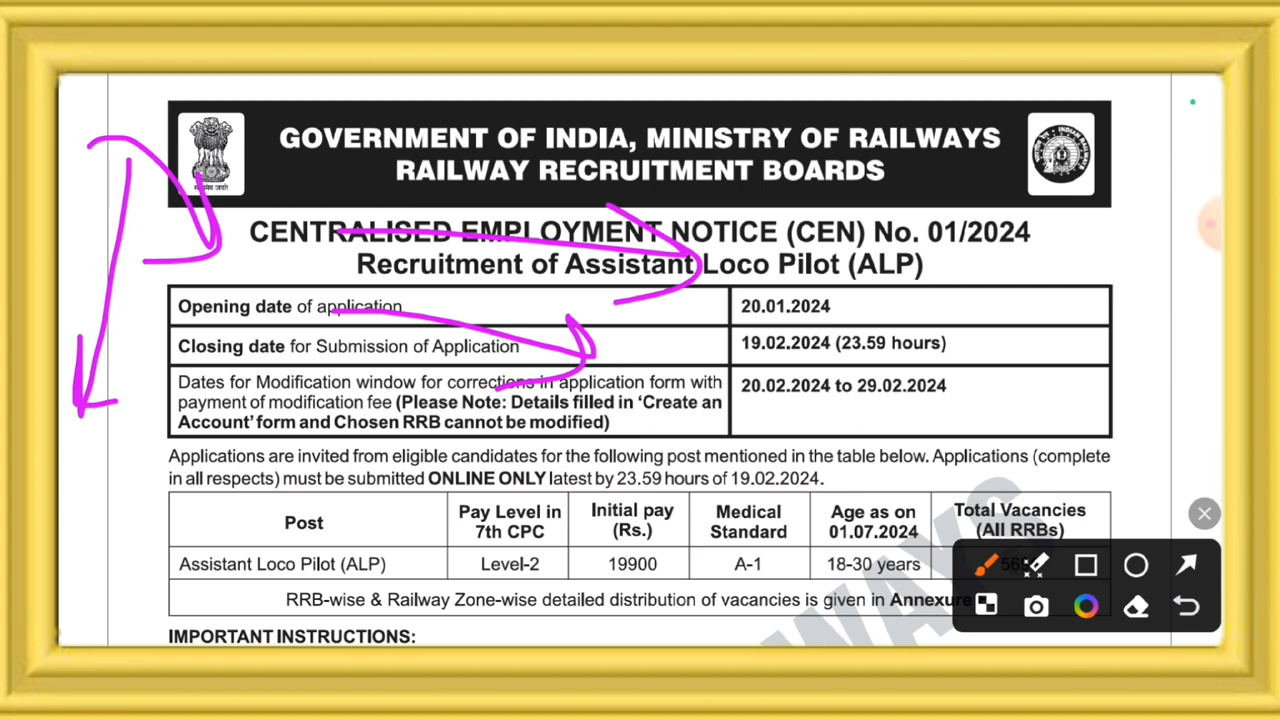 GOVERNMENT OF INDIA, MINISTRY OF RAILWAYS
RAILWAY RECRUITMENT BOARDS
CENTRALISED EMPLOYMENT NOTICE (CEN) No. 01/2024
Recruitment of Assistant Loco Pilot (ALP)
Opening date of application 20.01.2024
Closing date for Submission of Application 19.02.2024 (23.59 hours)
Dates for Modification window for corrections in application form with 20.02.2024 to 29.02.2024
payment of modification fee (Please Note: Details filled in 'Create an
Account' form and Chosen RRB cannot be modified)
Applications are invited from eligible candidates for the following post mentioned in the table below. Applications (complete
in all respects) must be submitted ONLINE ONLY latest by 23.59 hours of 19.02.2024.
Post Pay Level in 7th CPC Initial pay (Rs.) Medical Standard Age as on 01.07.2024 Total Vacancies (All RRBs)
Assistant Loco Pilot (ALP) Level-2 19900 A-1 18-30 years
RRB-wise & Railway Zone-wise detailed distribution of vacancies is given in Annexure
IMPORTANT INSTRUCTIONS: